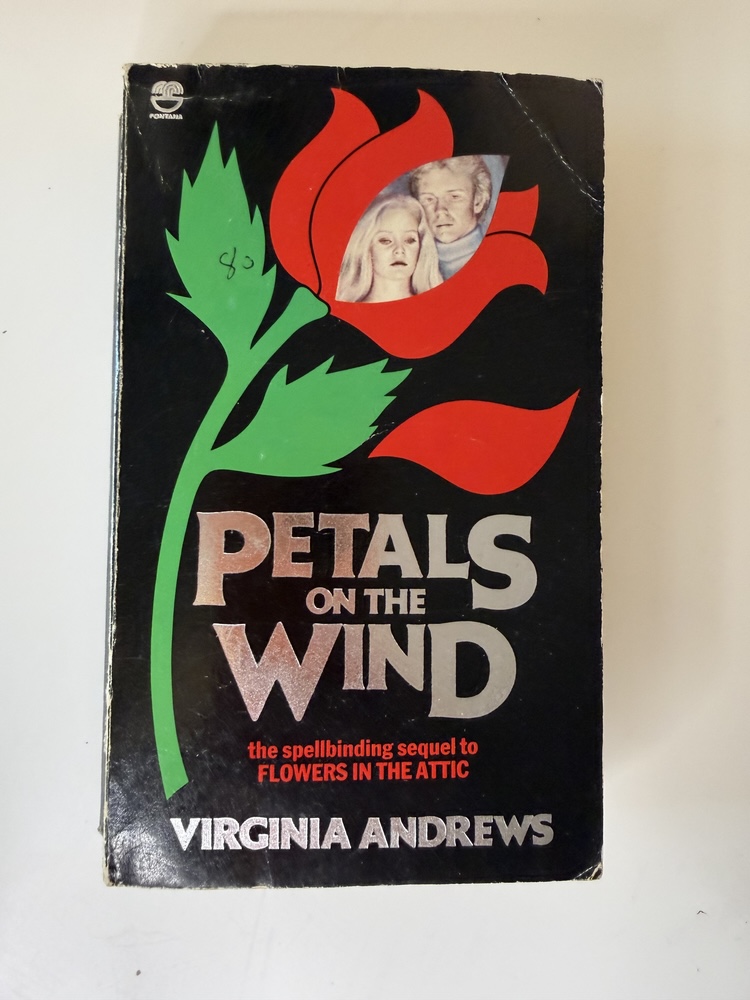 FONTANA
80
PETALS
ON THE
WIND
the spellbinding sequel to
FLOWERS IN THE ATTIC
VIRGINIA ANDREWS